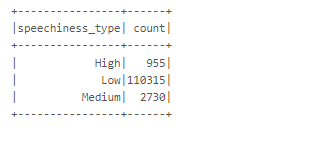 +----------------+------+
|speechiness_type| count|
+----------------+------+
|            High|   955|
|             Low|110315|
|          Medium|  2730|
+----------------+------+